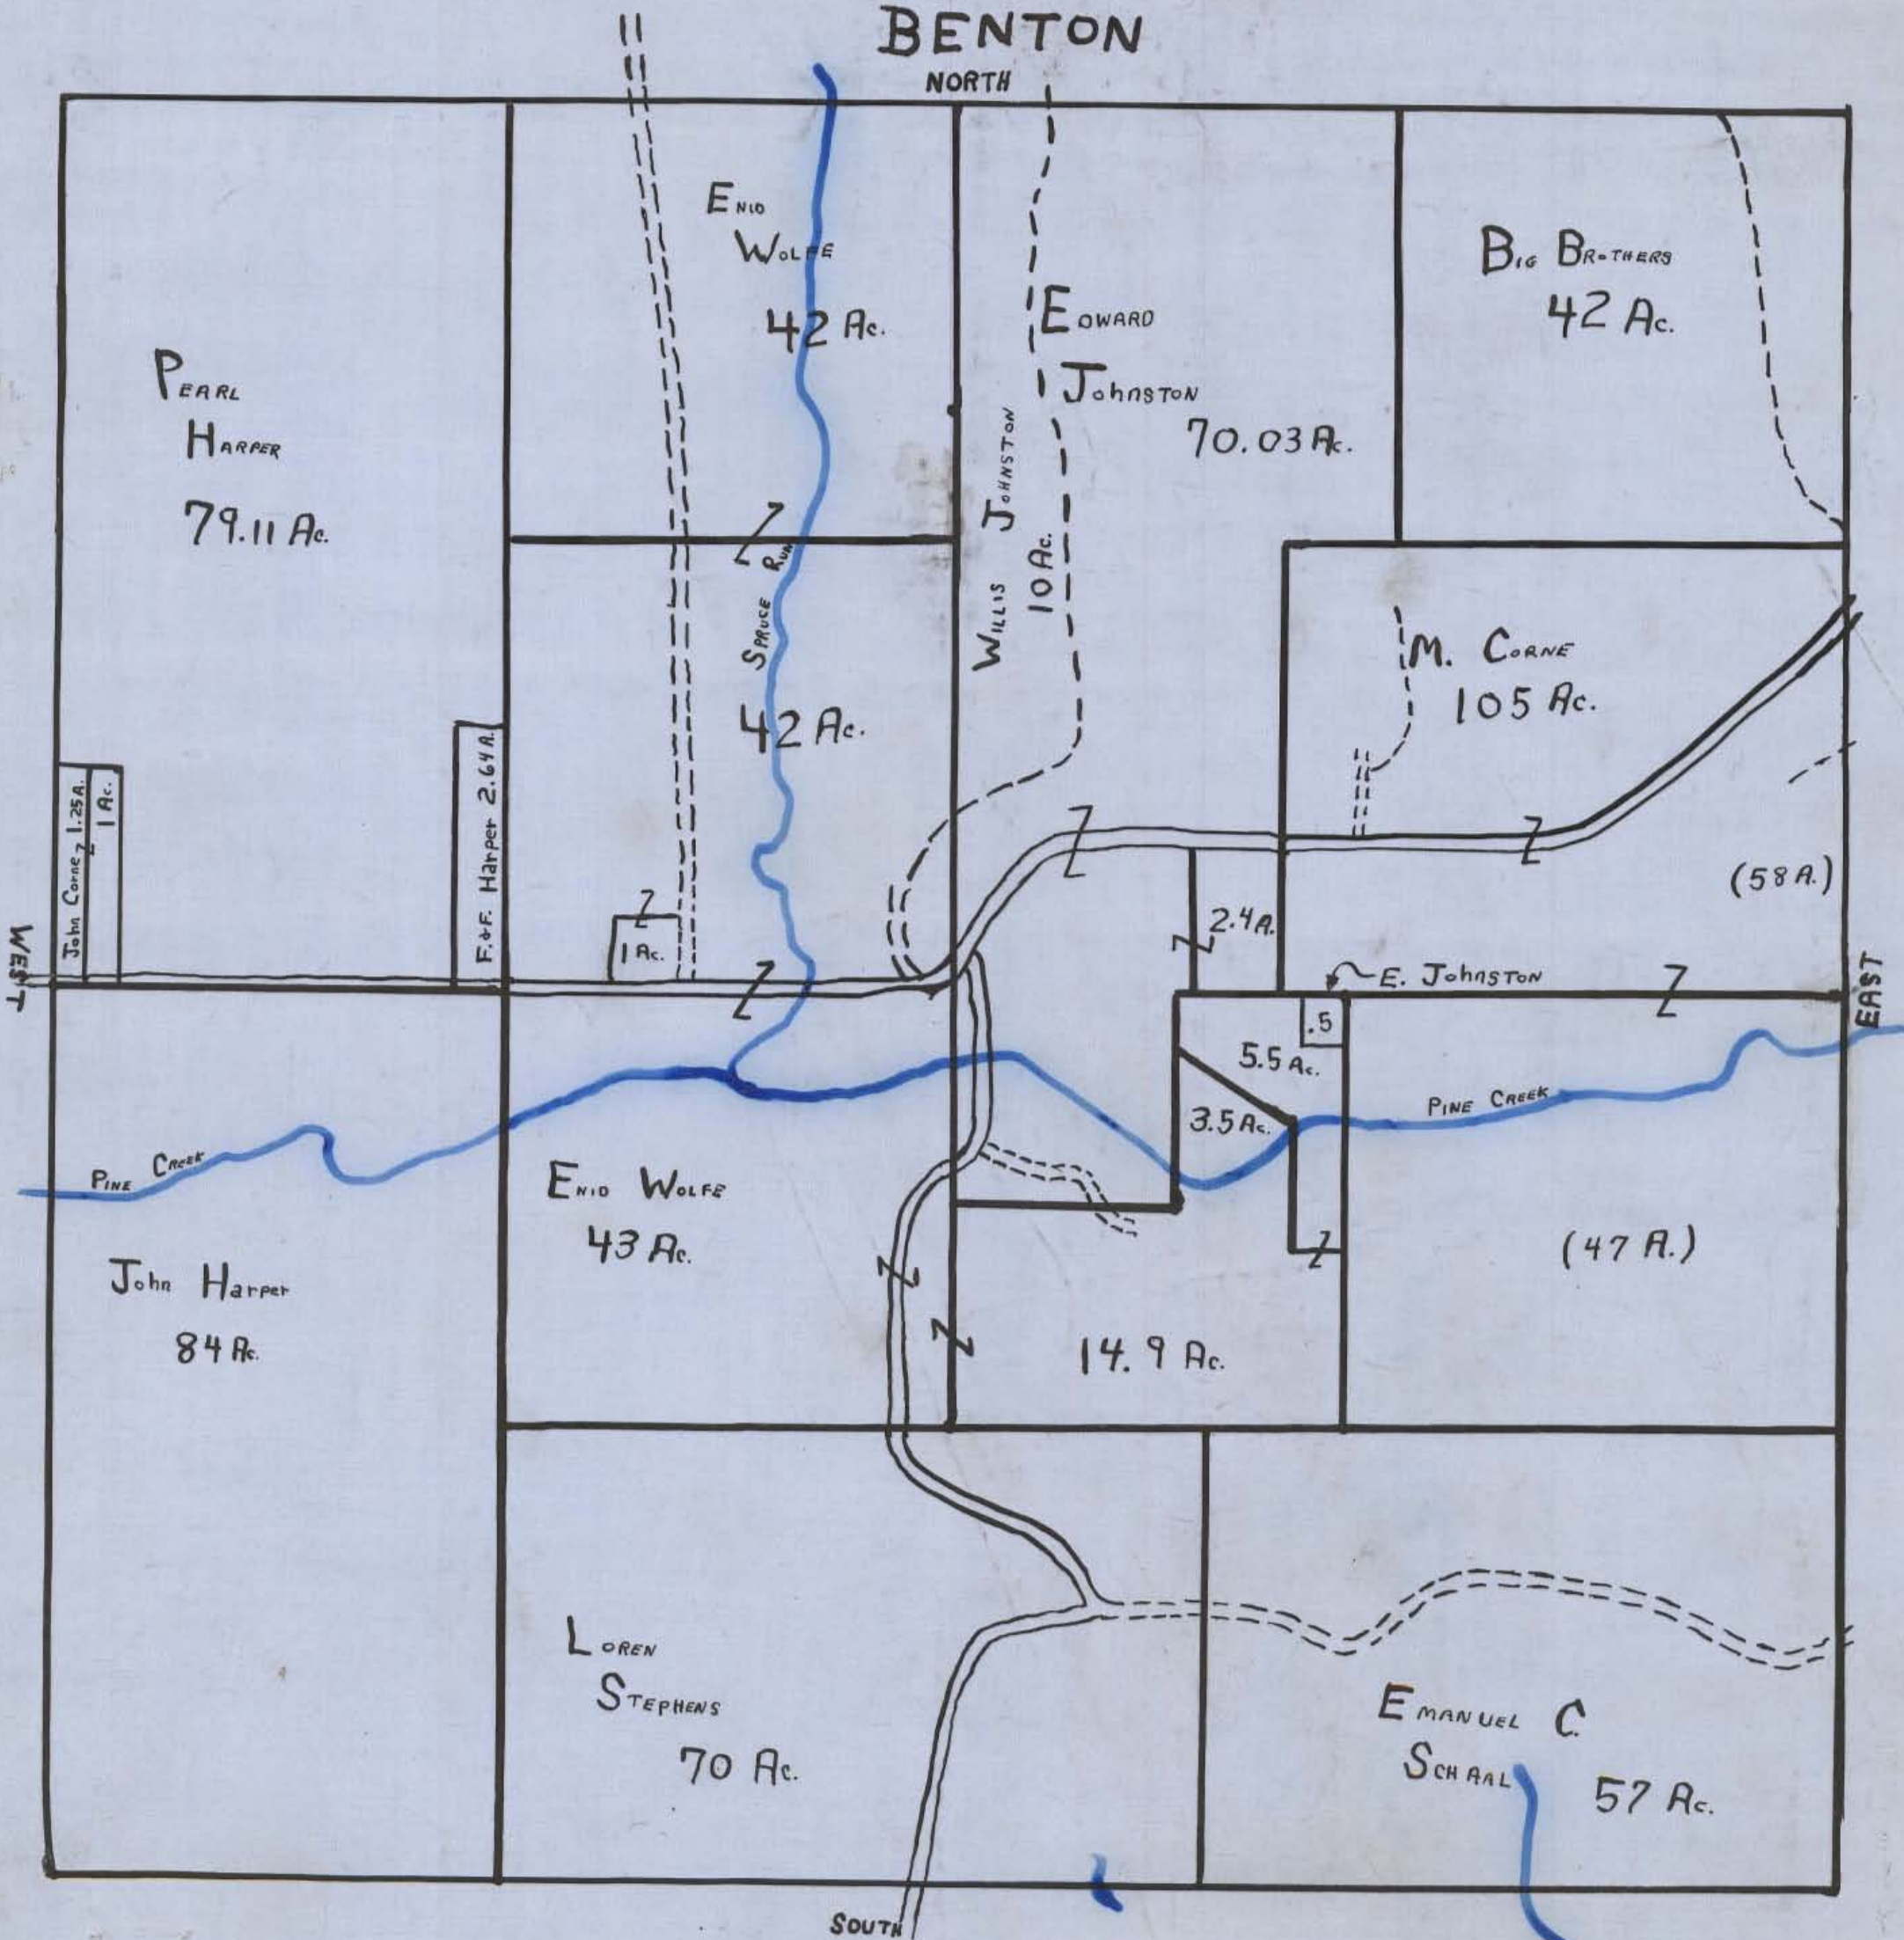 BENTON
NORTH
ENID
WOLFE
42 Ac.
EDWARD
JohnSTON
70.03 Ac.
BIG BROTHERS
42 Ac.
PEARL
HARPER
79.11 Ac.
WILLIS JOHNSTON
10 Ac.
SPRUCE RUN
42 Ac.
M. CORNE
105 Ac.
John Corne 1.25 A.
1 Ac.
F. & F. Harper 2.64 A.
1 Ac.
2.4 A.
(58 A.)
WEST
E. JohnSTON
EAST
.5
5.5 Ac.
3.5 Ac.
PINE CREEK
PINE CREEK
ENID WOLFE
43 Ac.
John Harper
84 Ac.
14.9 Ac.
(47 A.)
LOREN
STEPHENS
70 Ac.
EMANUEL C.
SCHAAL
57 Ac.
SOUTH